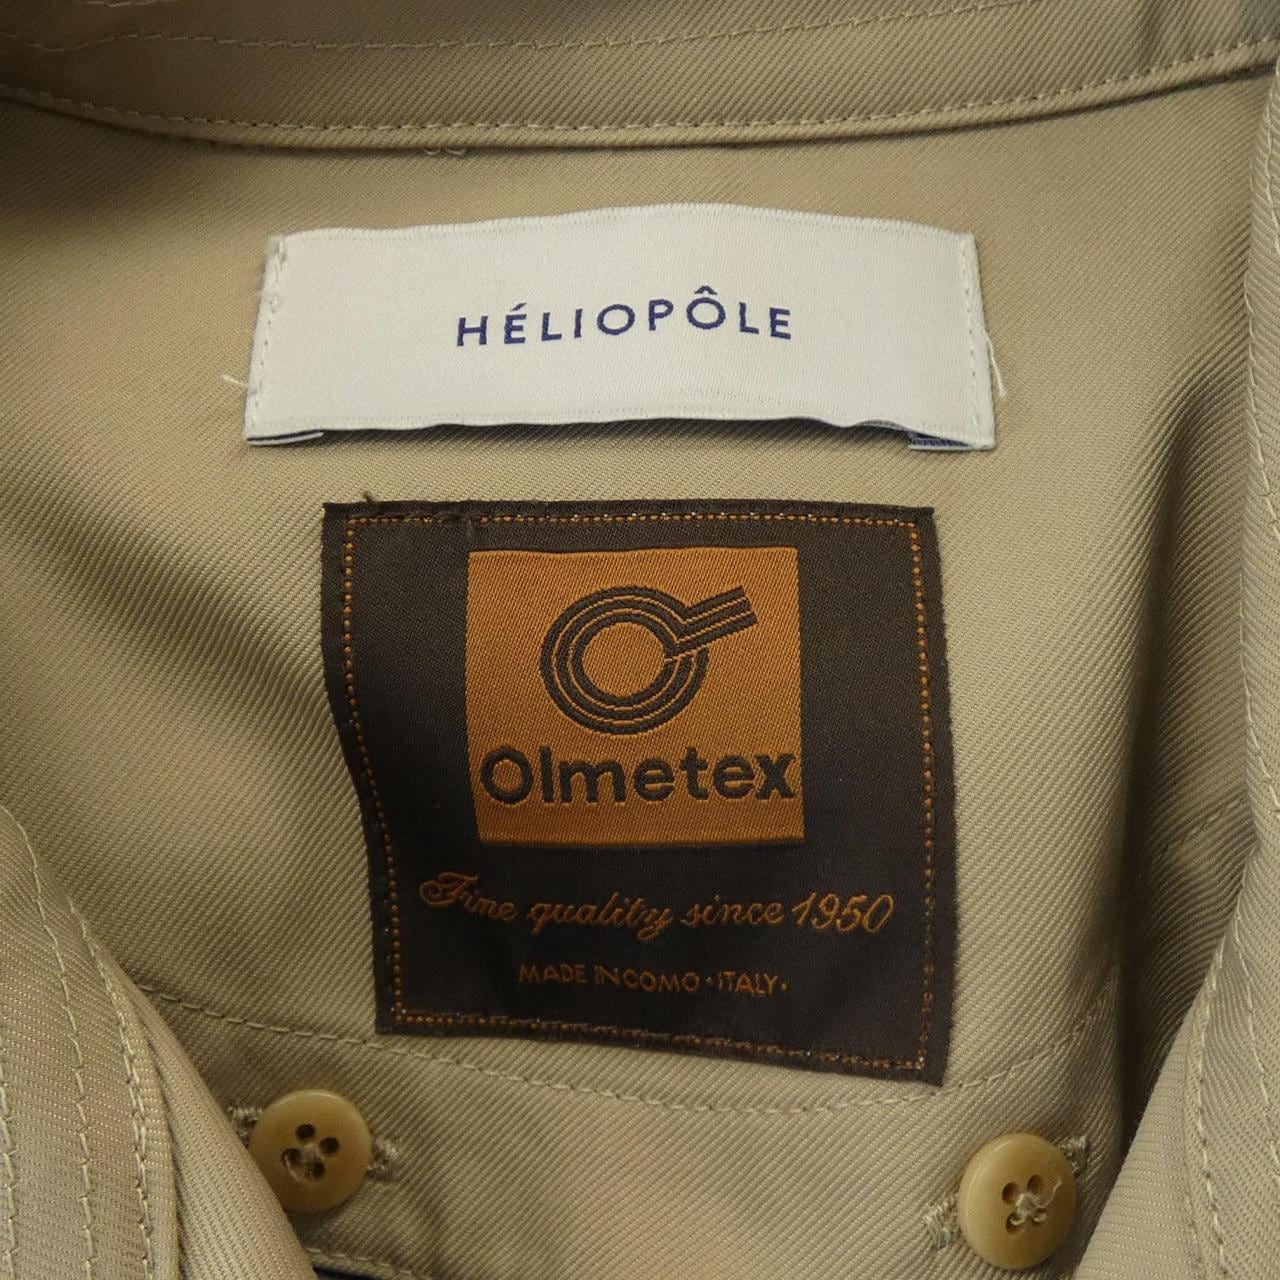 HÉLIOPÔLE
Olmetex
Fine quality since 1950
MADE IN COMO • ITALY •